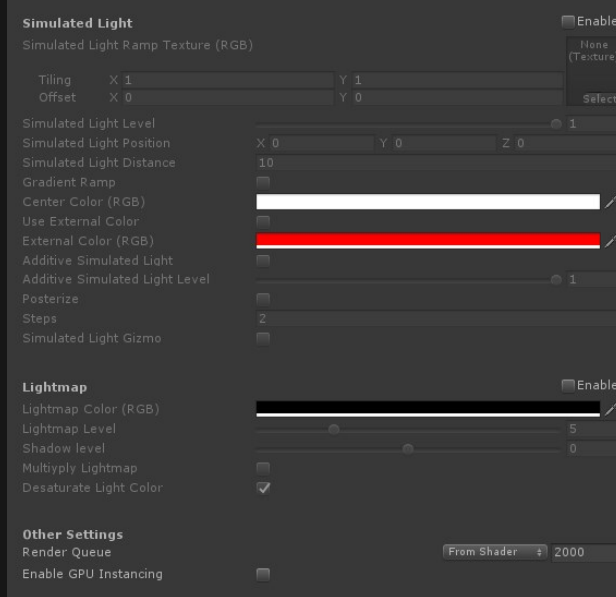 Simulated Light Enable
Simulated Light Ramp Texture (RGB) None
(Texture)
Tiling X 1 Y 1
Offset X 0 Y 0 Select
Simulated Light Level 1
Simulated Light Position X 0 Y 0 Z 0
Simulated Light Distance 10
Gradient Ramp
Center Color (RGB)
Use External Color
External Color (RGB)
Additive Simulated Light
Additive Simulated Light Level 1
Posterize
Steps 2
Simulated Light Gizmo
Lightmap Enable
Lightmap Color (RGB)
Lightmap Level 5
Shadow level 0
Multiyply Lightmap
Desaturate Light Color
Other Settings
Render Queue From Shader 2000
Enable GPU Instancing